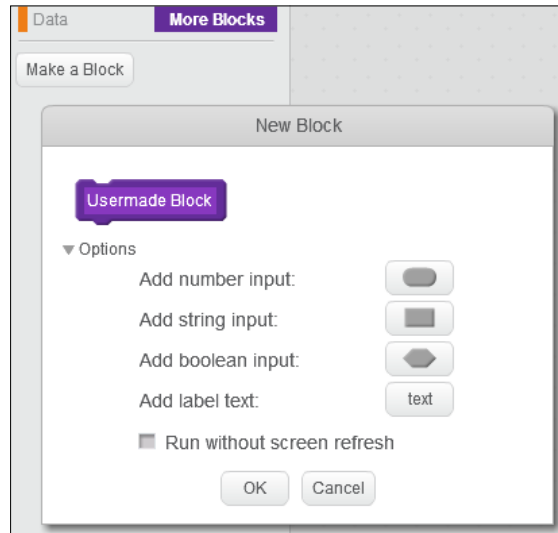 Data More Blocks
Make a Block
New Block
Usermade Block
Options
Add number input:
Add string input:
Add boolean input:
Add label text: text
Run without screen refresh
OK Cancel